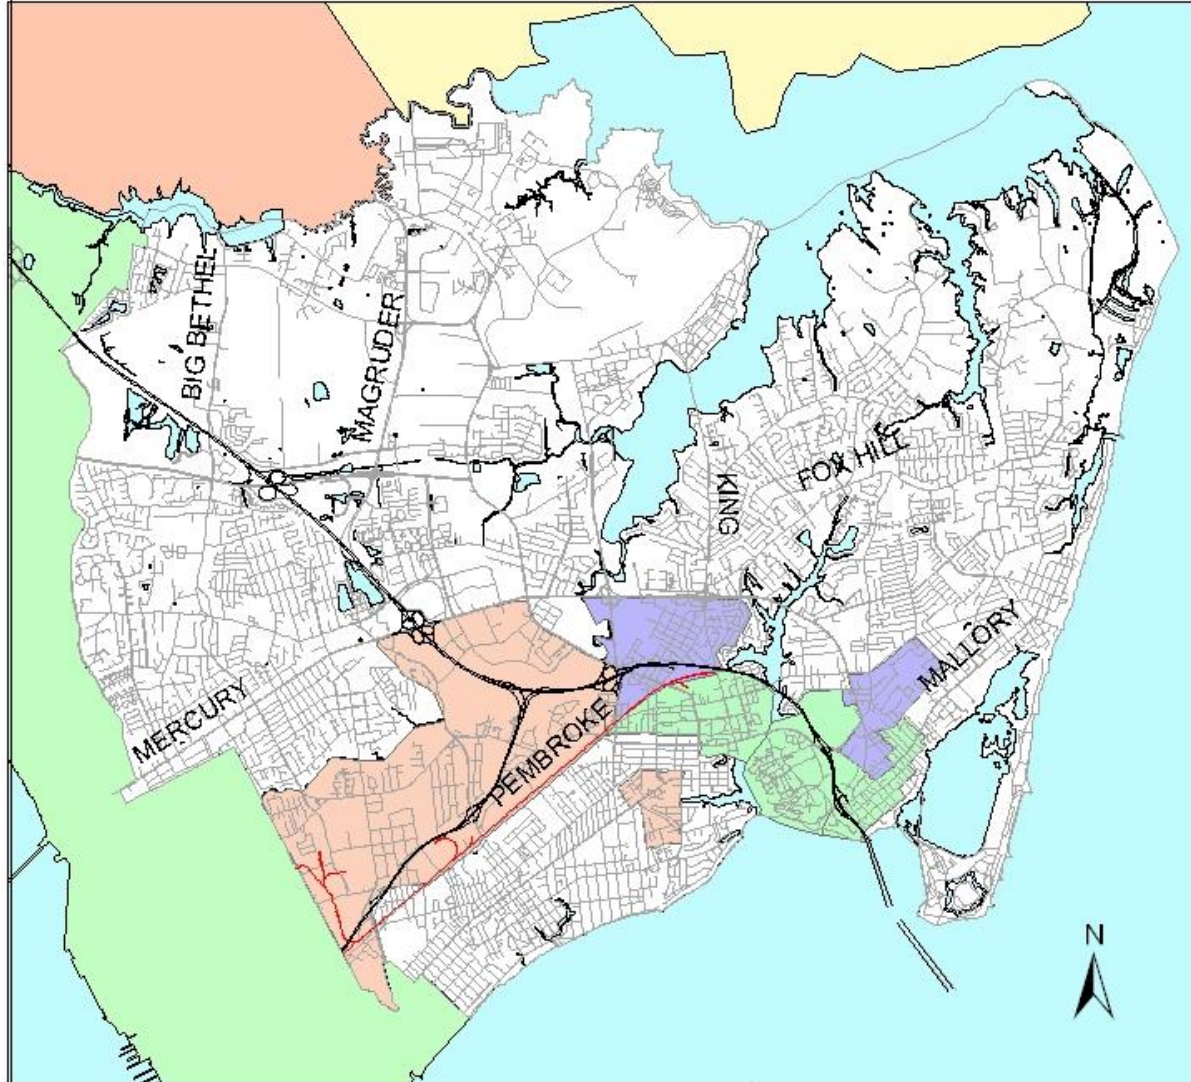 BIG BETHEL
MAGRUDER
FOX HILL
KING
MALLORY
MERCURY
PEMBROKE
N